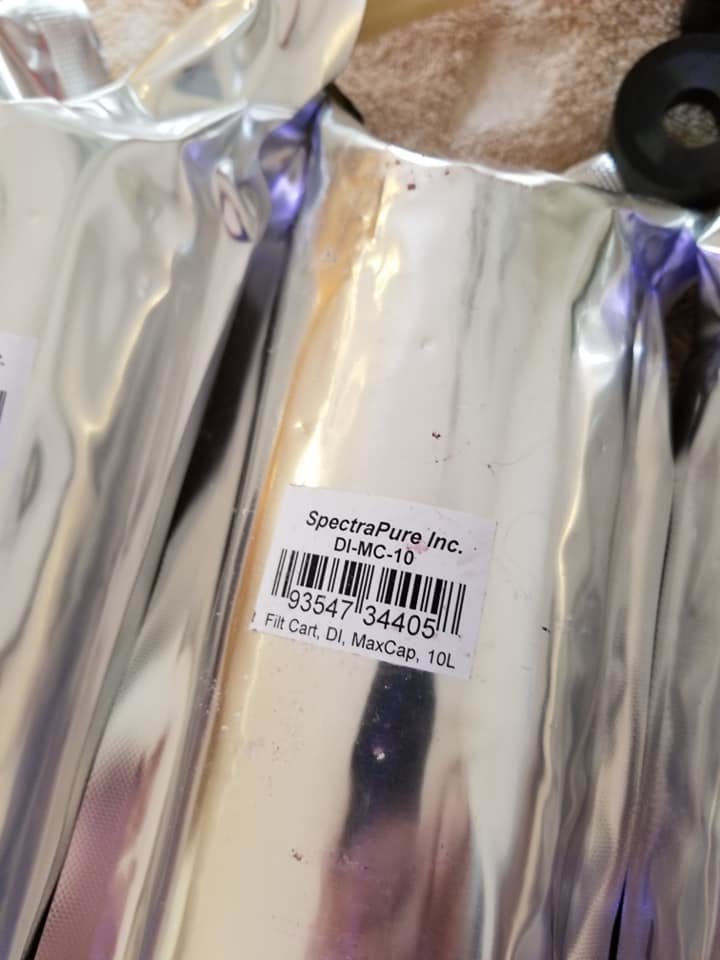 SpectraPure Inc.
DI-MC-10
93547 34405
Filt Cart, DI, MaxCap, 10L